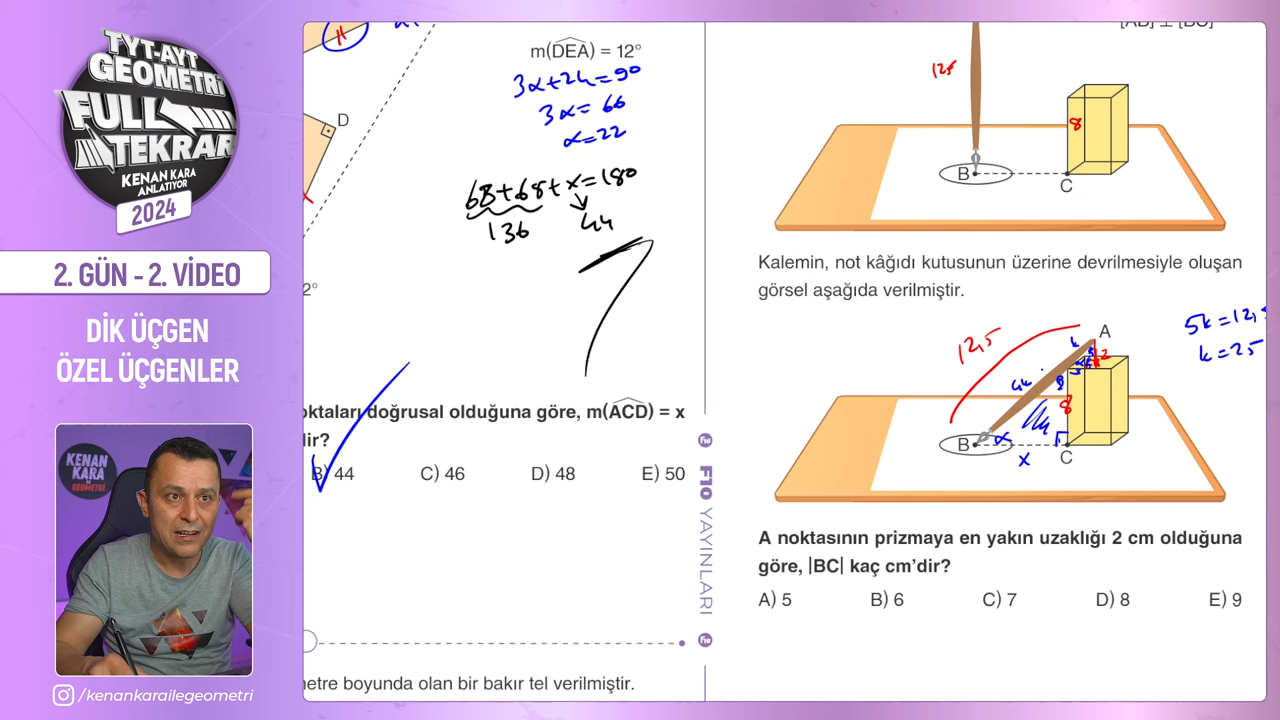 TYT-AYT
GEOMETRİ
FULL
TEKRAR
KENAN KARA
ANLATIYOR
2024
2. GÜN - 2. VİDEO
DİK ÜÇGEN
ÖZEL ÜÇGENLER
KENAN
KARA
GEOMETRİ
/kenankarailegeometri
H
D
m(DEA) = 12°
3α+24=90
3α=66
α=22
68+68+x=180
136
44
2°
oktaları doğrusal olduğuna göre, m(ACD) = x
dir?
B) 44 C) 46 D) 48 E) 50
metre boyunda olan bir bakır tel verilmiştir.
F10 YAYINLARI
[AB] ⊥ [BC]
12,5
8
B
C
Kalemin, not kâğıdı kutusunun üzerine devrilmesiyle oluşan
görsel aşağıda verilmiştir.
5k=12,5
k=25
A
12,5
k
2
4k
8
B
α
x
C
A noktasının prizmaya en yakın uzaklığı 2 cm olduğuna
göre, |BC| kaç cm'dir?
A) 5 B) 6 C) 7 D) 8 E) 9